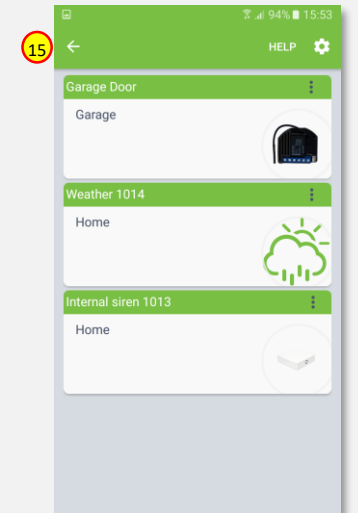 94% 15:53
15
HELP
Garage Door
Garage
Weather 1014
Home
Internal siren 1013
Home